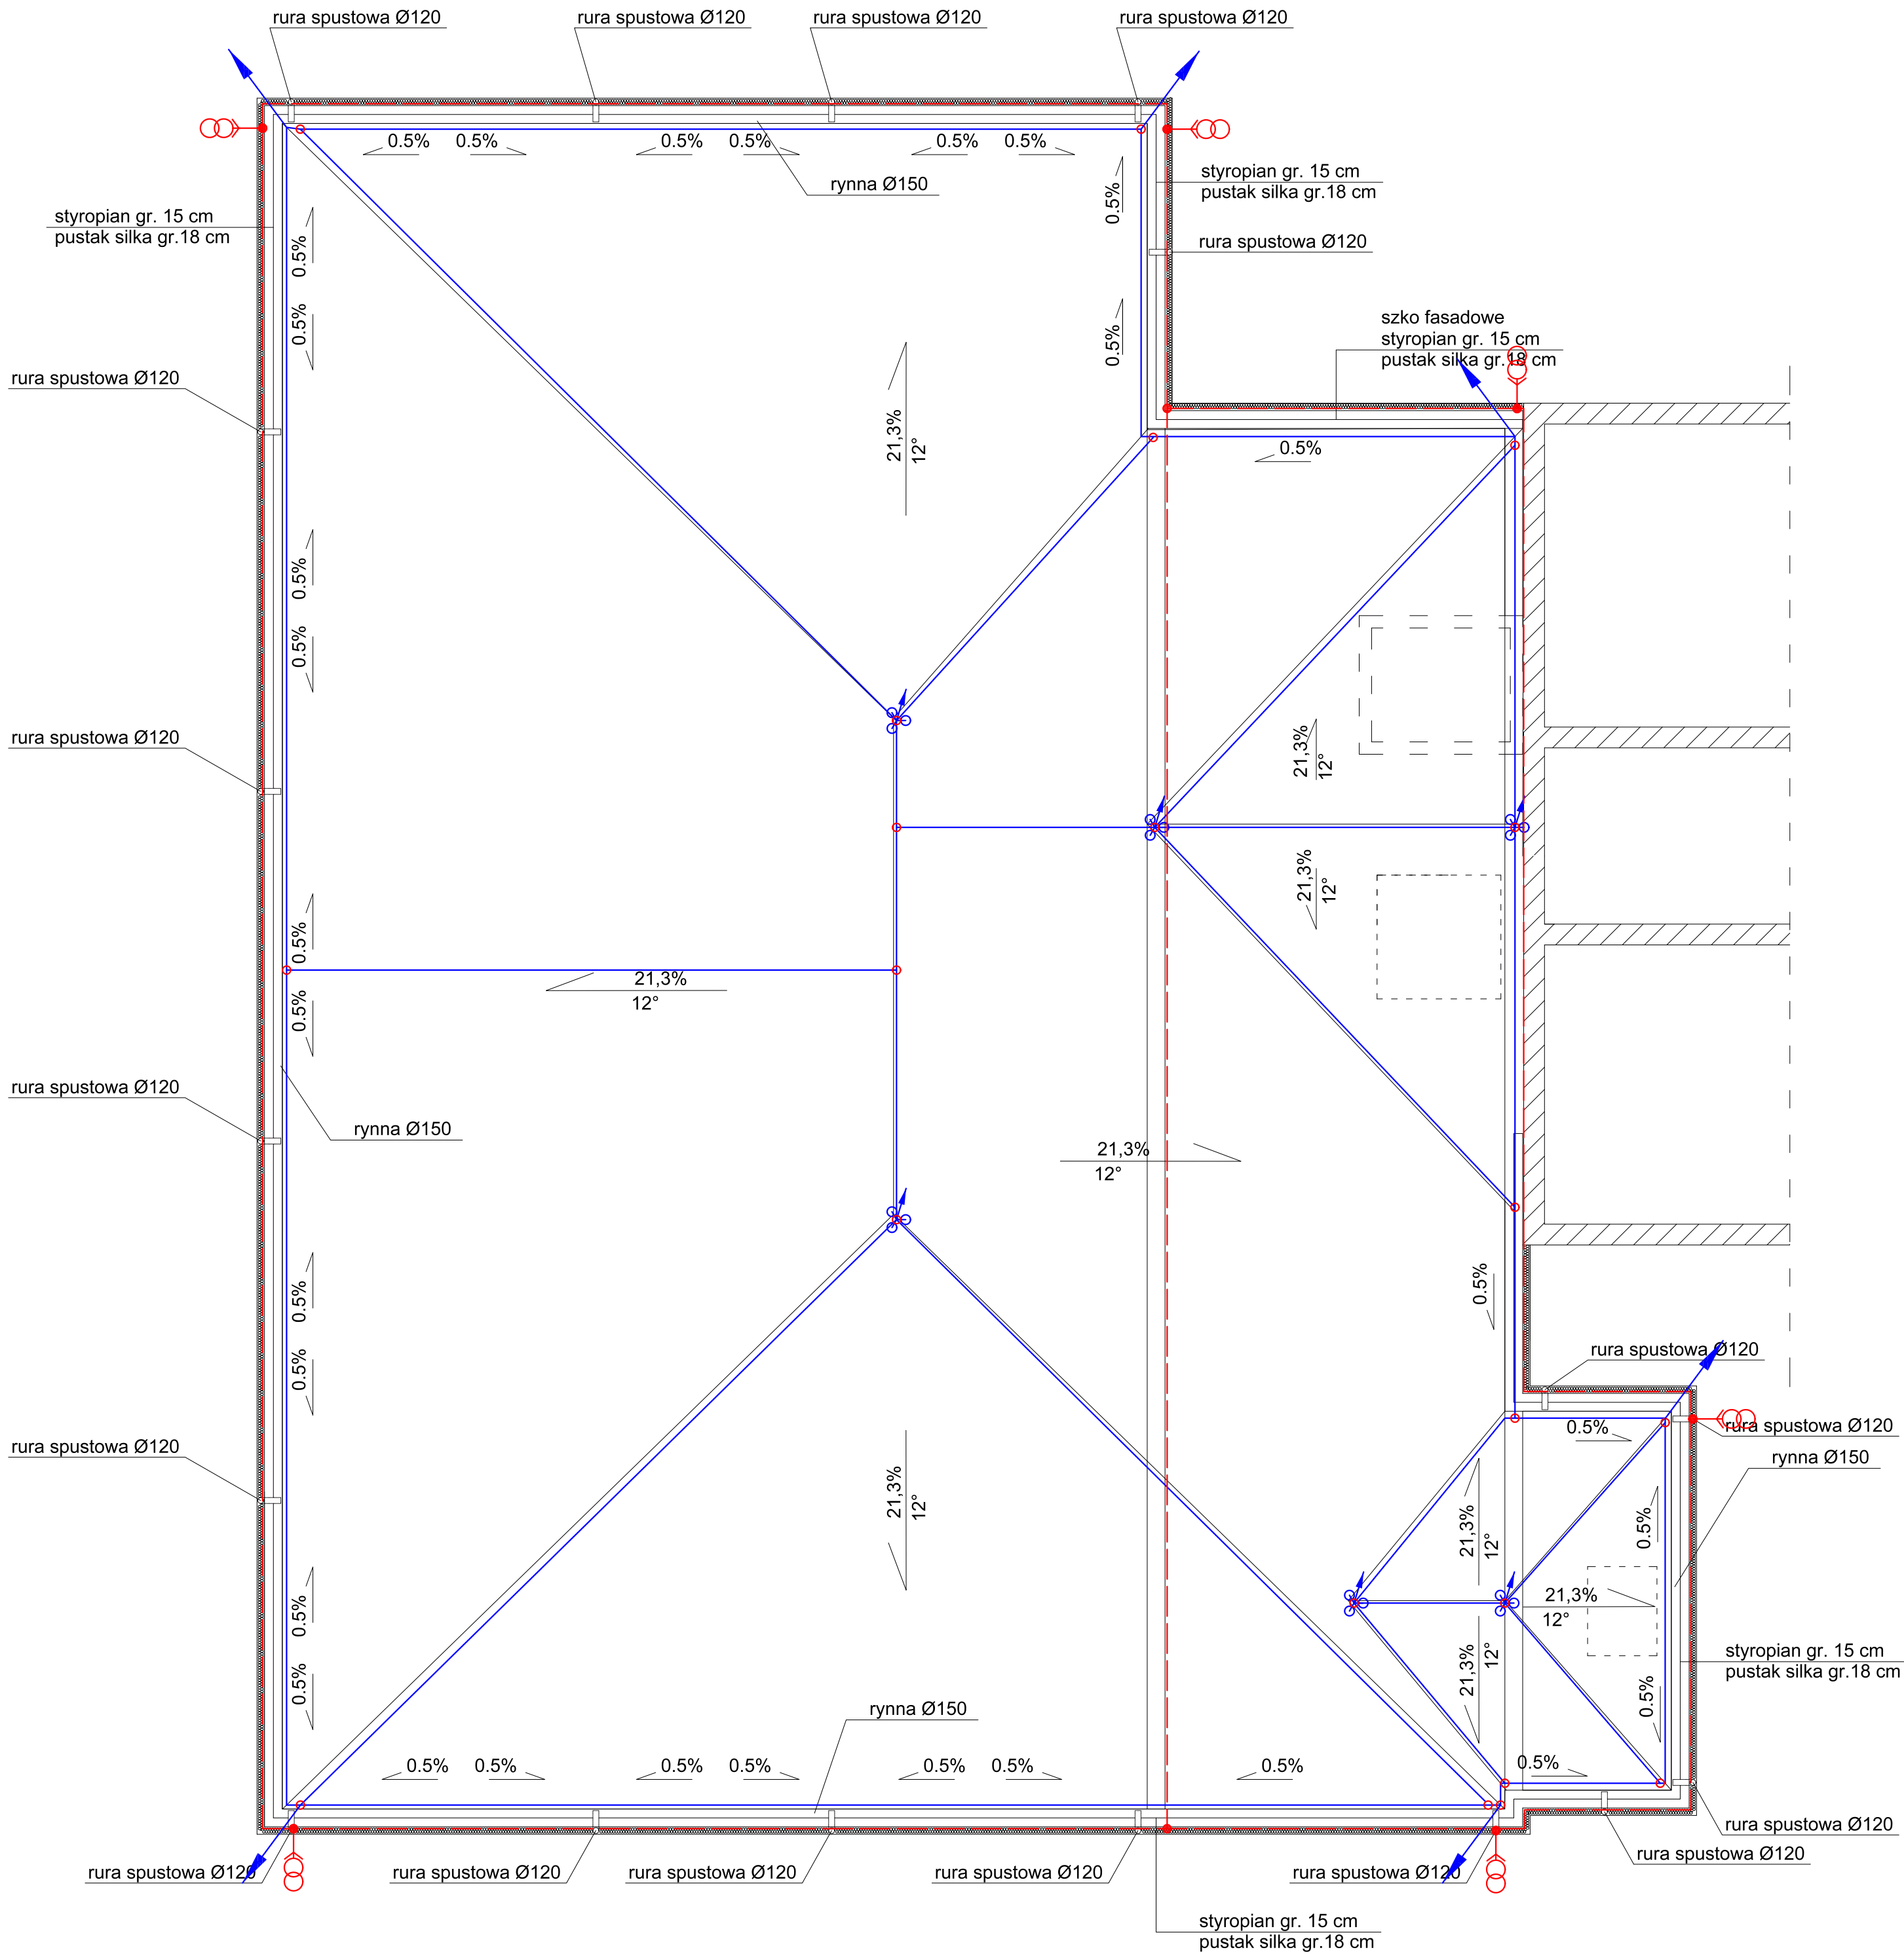 rura spustowa Ø120
rura spustowa Ø120
rura spustowa Ø120
rura spustowa Ø120
0.5%
0.5%
0.5%
0.5%
0.5%
0.5%
rynna Ø150
styropian gr. 15 cm
pustak silka gr.18 cm
0.5%
styropian gr. 15 cm
pustak silka gr.18 cm
0.5%
rura spustowa Ø120
0.5%
0.5%
szko fasadowe
styropian gr. 15 cm
pustak silka gr. 18 cm
rura spustowa Ø120
21,3%
12°
0.5%
0.5%
0.5%
rura spustowa Ø120
21,3%
12°
21,3%
12°
0.5%
21,3%
12°
0.5%
rura spustowa Ø120
rynna Ø150
21,3%
12°
0.5%
0.5%
0.5%
rura spustowa Ø120
rura spustowa Ø120
0.5%
rura spustowa Ø120
rynna Ø150
21,3%
12°
21,3%
12°
0.5%
21,3%
12°
0.5%
styropian gr. 15 cm
pustak silka gr.18 cm
21,3%
12°
0.5%
0.5%
rynna Ø150
0.5%
0.5%
0.5%
0.5%
0.5%
0.5%
0.5%
0.5%
rura spustowa Ø120
rura spustowa Ø120
rura spustowa Ø120
rura spustowa Ø120
rura spustowa Ø120
rura spustowa Ø120
rura spustowa Ø120
styropian gr. 15 cm
pustak silka gr.18 cm